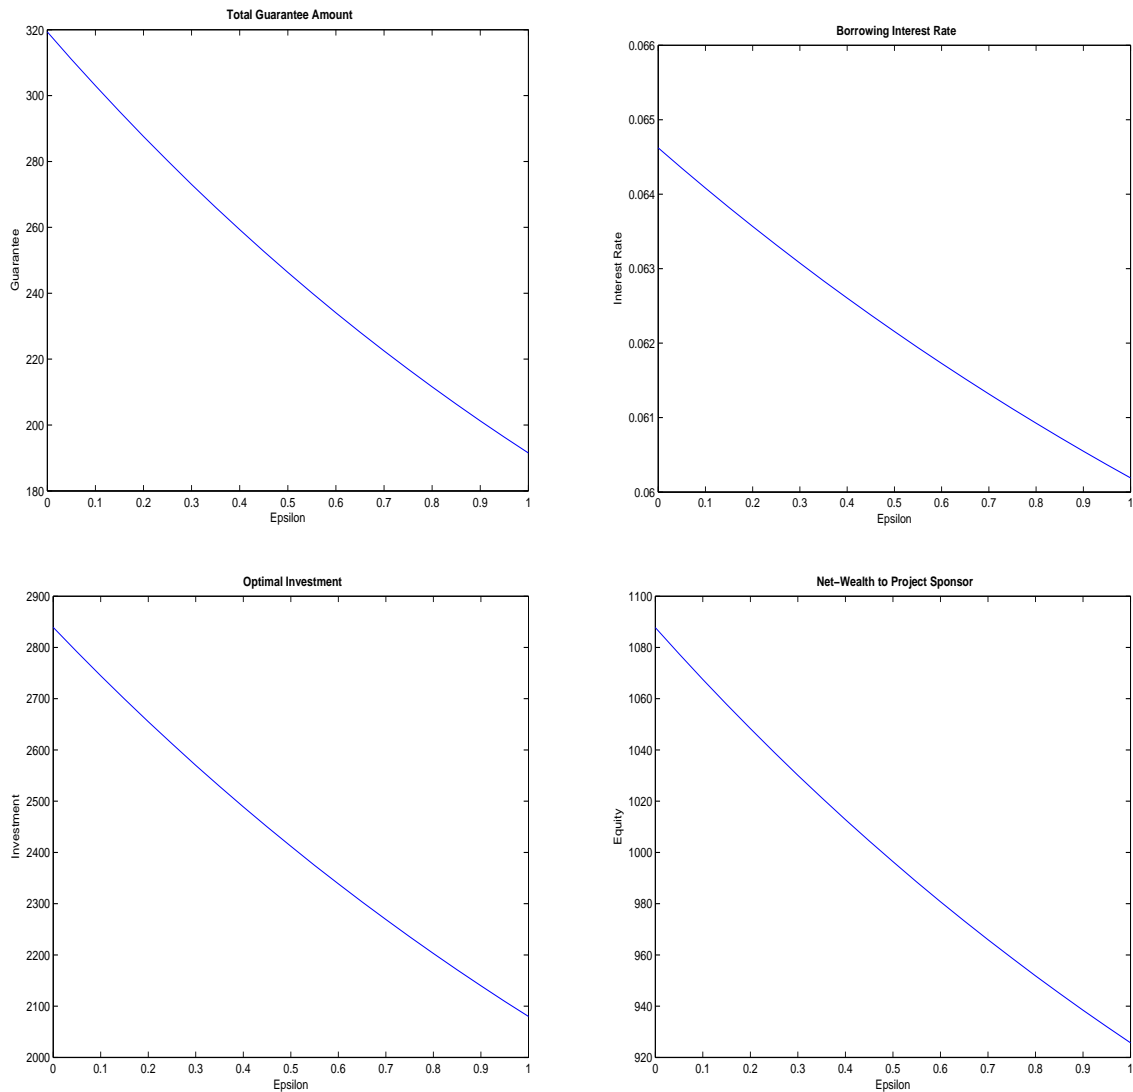 Total Guarantee Amount
320
300
280
260
240
220
200
180
Guarantee
0 0.1 0.2 0.3 0.4 0.5 0.6 0.7 0.8 0.9 1
Epsilon
Borrowing Interest Rate
0.066
0.065
0.064
0.063
0.062
0.061
0.06
Interest Rate
0 0.1 0.2 0.3 0.4 0.5 0.6 0.7 0.8 0.9 1
Epsilon
Optimal Investment
2900
2800
2700
2600
2500
2400
2300
2200
2100
2000
Investment
0 0.1 0.2 0.3 0.4 0.5 0.6 0.7 0.8 0.9 1
Epsilon
Net−Wealth to Project Sponsor
1100
1080
1060
1040
1020
1000
980
960
940
920
Equity
0 0.1 0.2 0.3 0.4 0.5 0.6 0.7 0.8 0.9 1
Epsilon